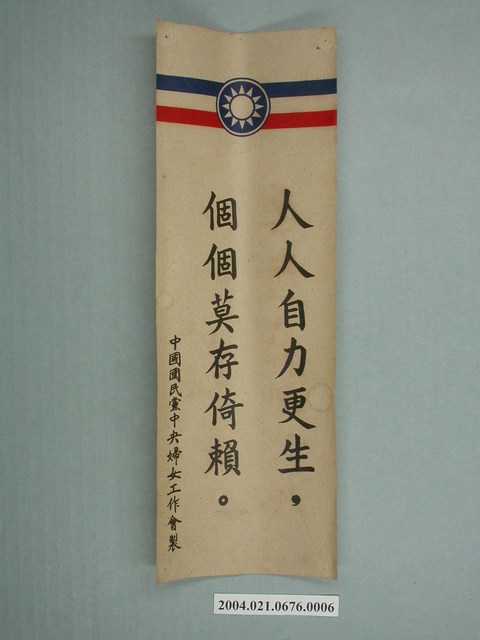 人人自力更生，
個個莫存倚賴。
中國國民黨中央婦女工作會製
2004.021.0676.0006